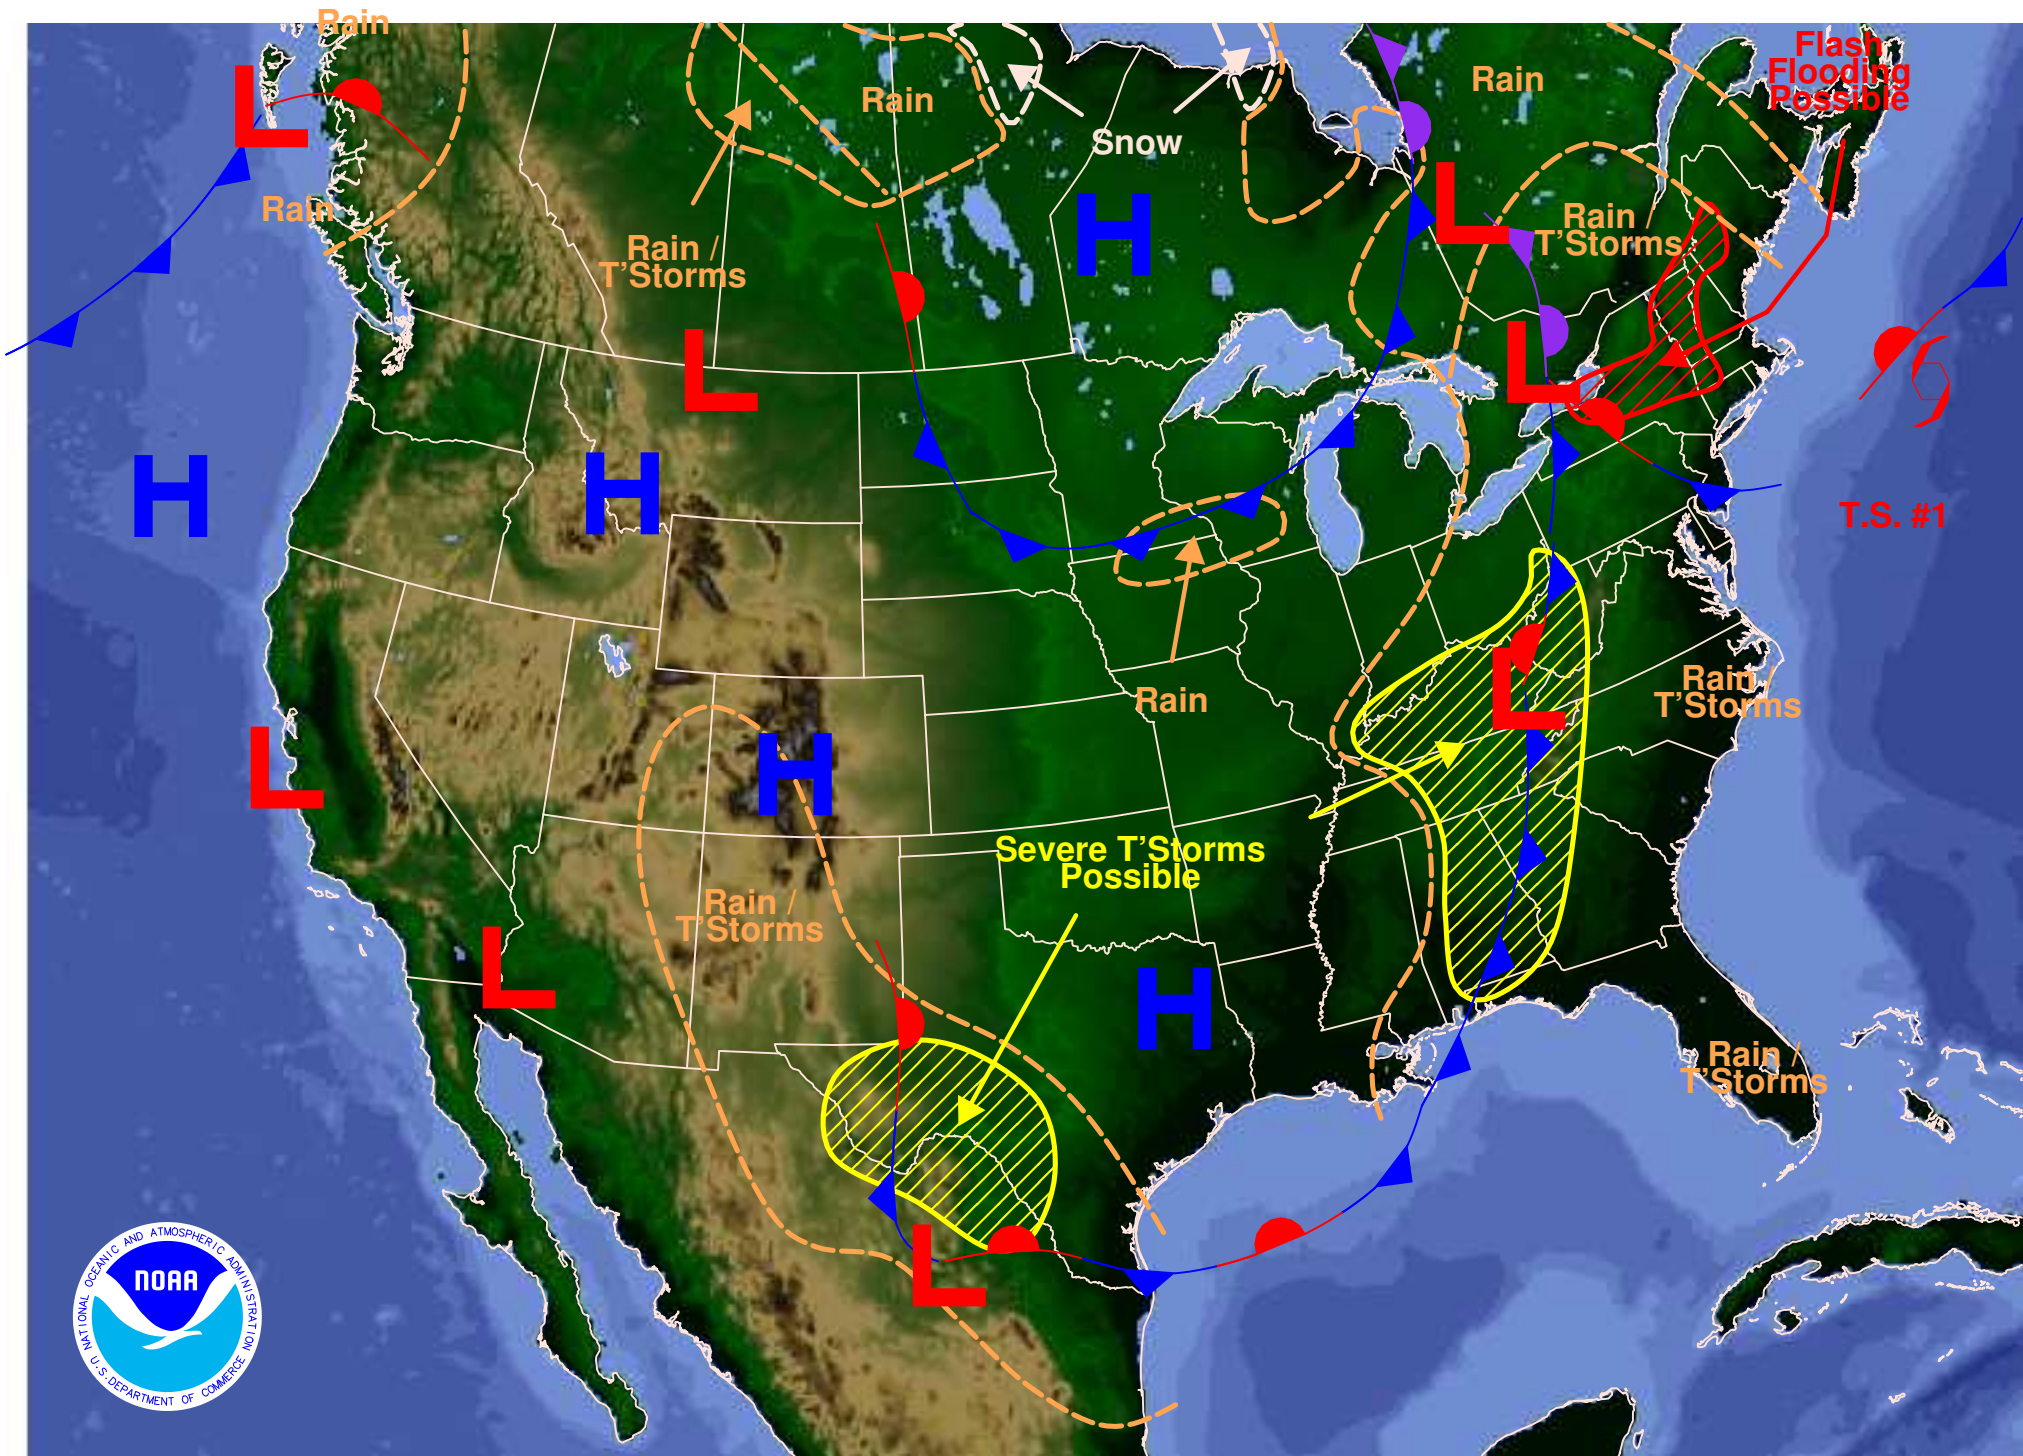 Rain
Flash
Flooding
Possible
Rain
Rain
Snow
Rain
Rain /
T'Storms
Rain /
T'Storms
L
L
H
L
L
L
H
H
T.S. #1
Rain /
T'Storms
Rain
L
L
H
Severe T'Storms
Possible
Rain /
T'Storms
L
H
Rain /
T'Storms
L
NATIONAL OCEANIC AND ATMOSPHERIC ADMINISTRATION
NOAA
U.S. DEPARTMENT OF COMMERCE